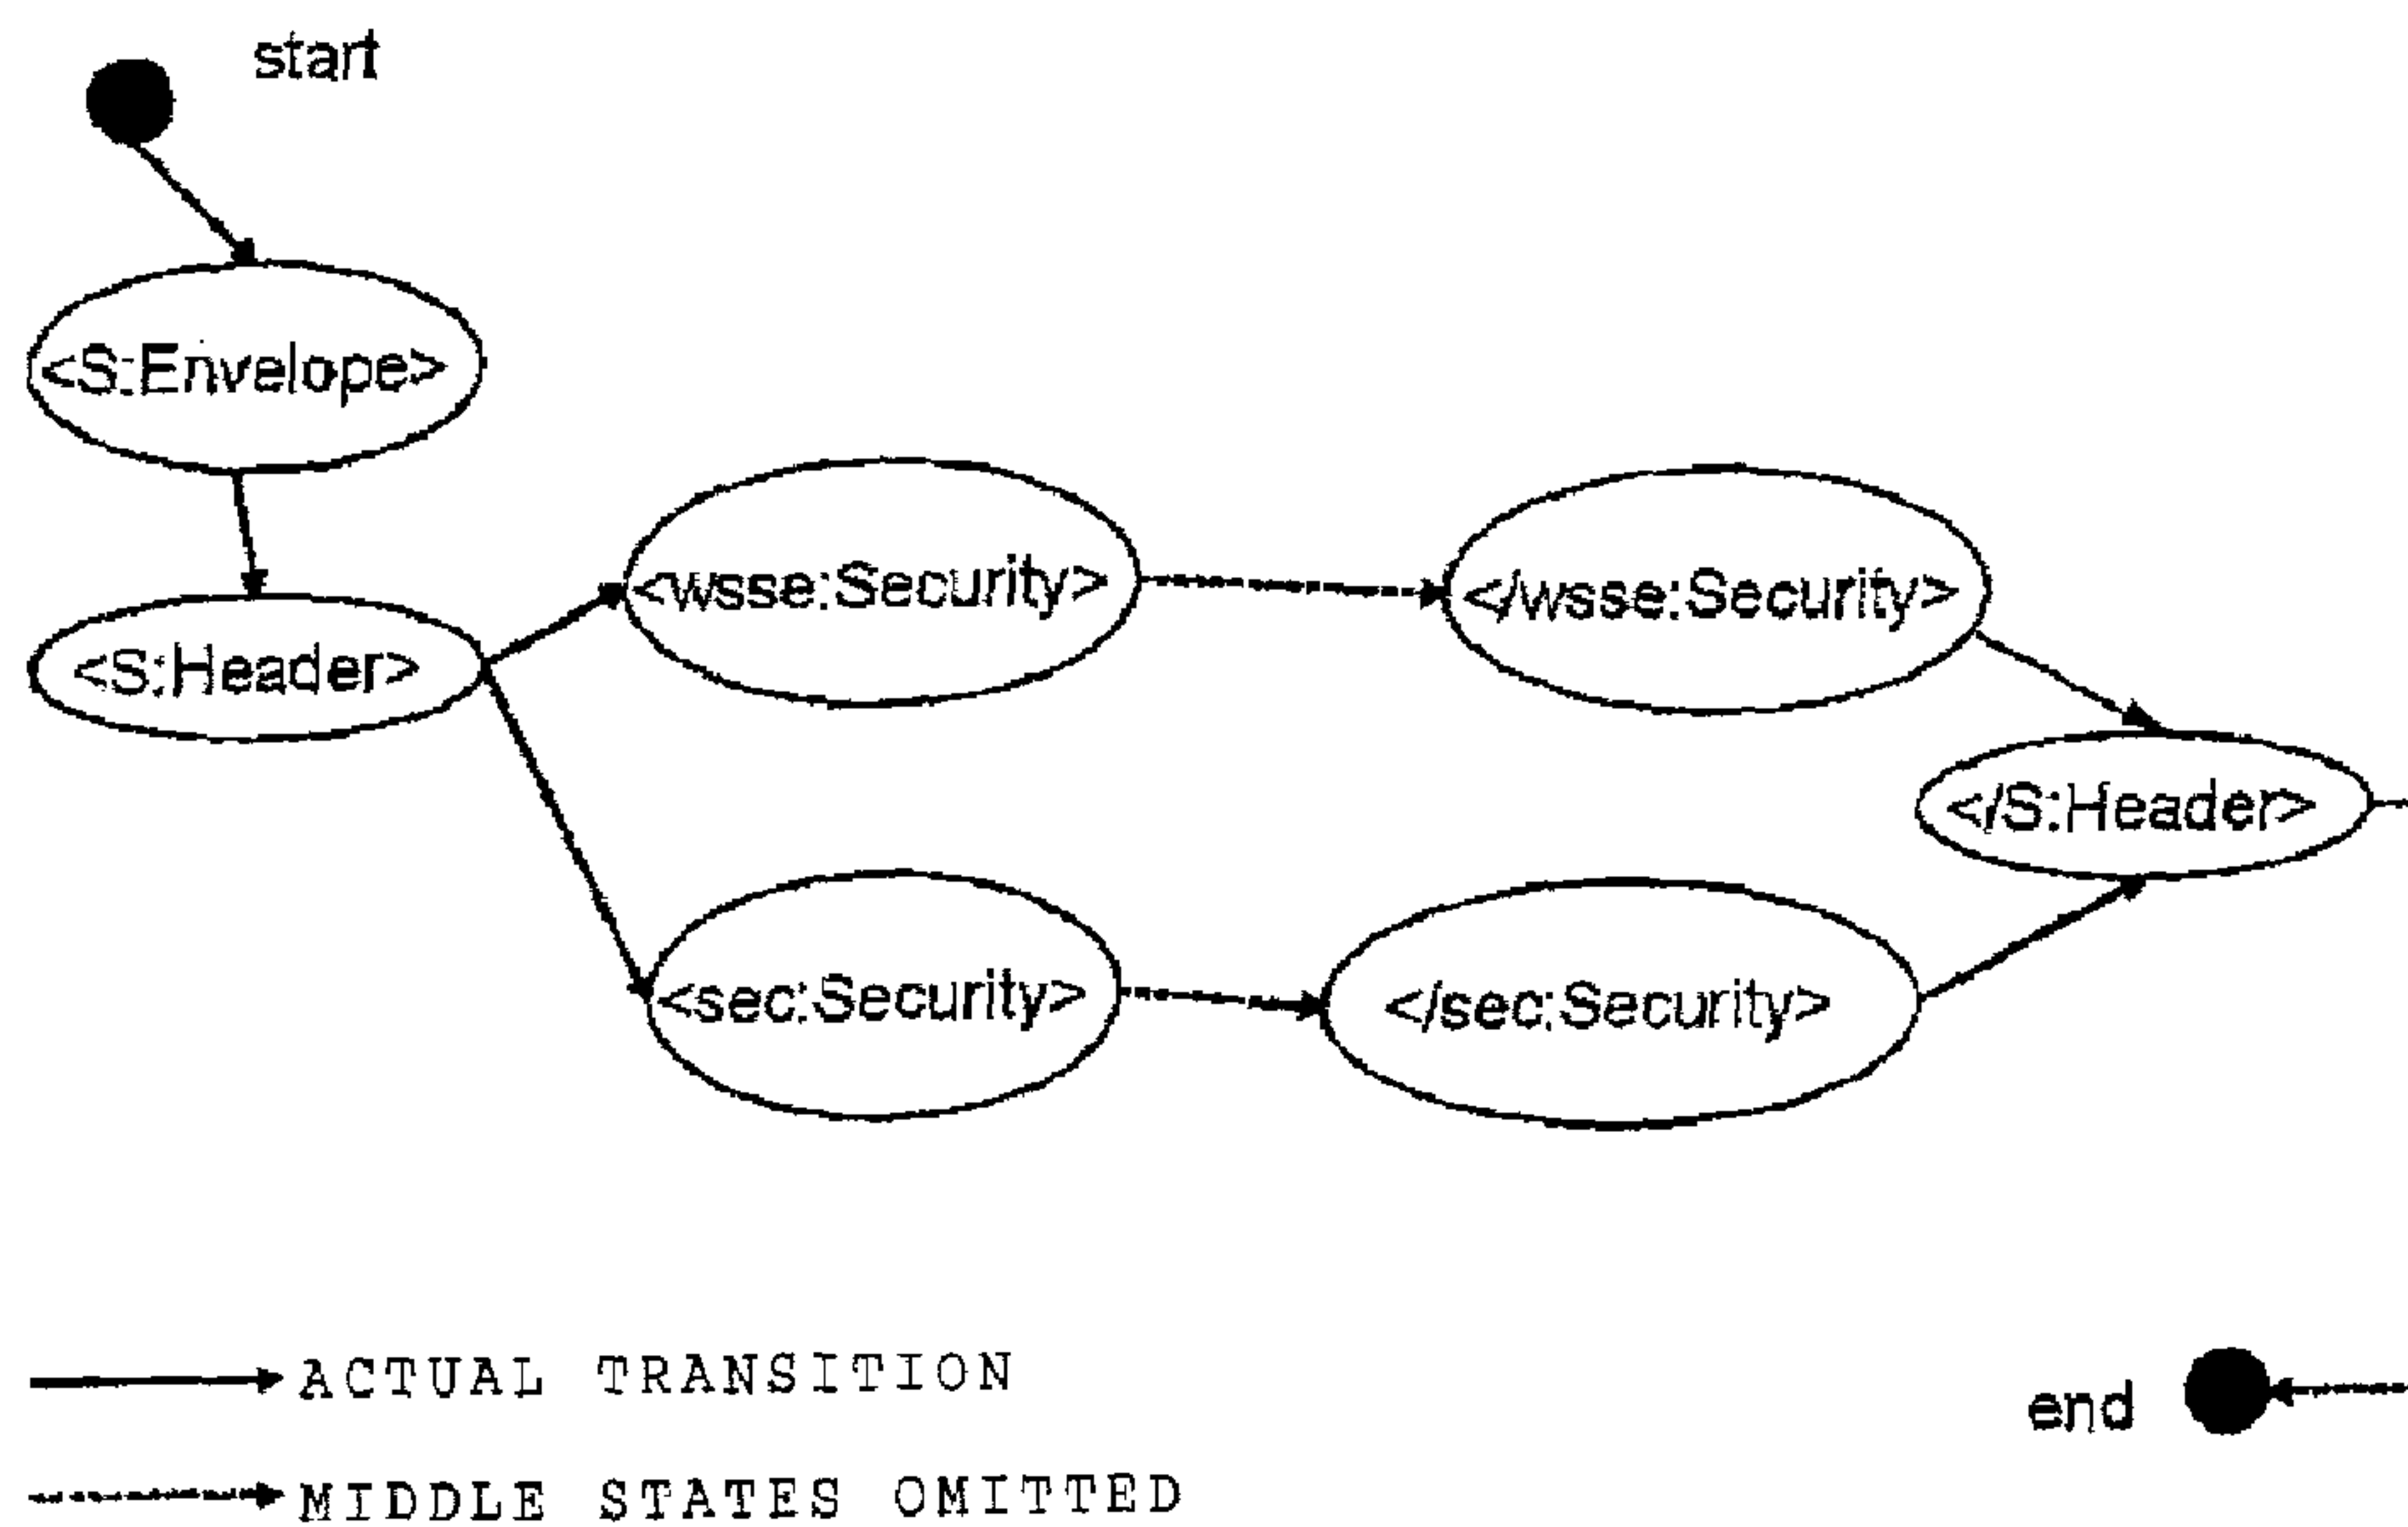 start
<S:Envelope>
<wsse:Security>
</wsse:Security>
<S:Header>
</S:Header>
<sec:Security>
</sec:Security>
ACTUAL TRANSITION
end
MIDDLE STATES OMITTED